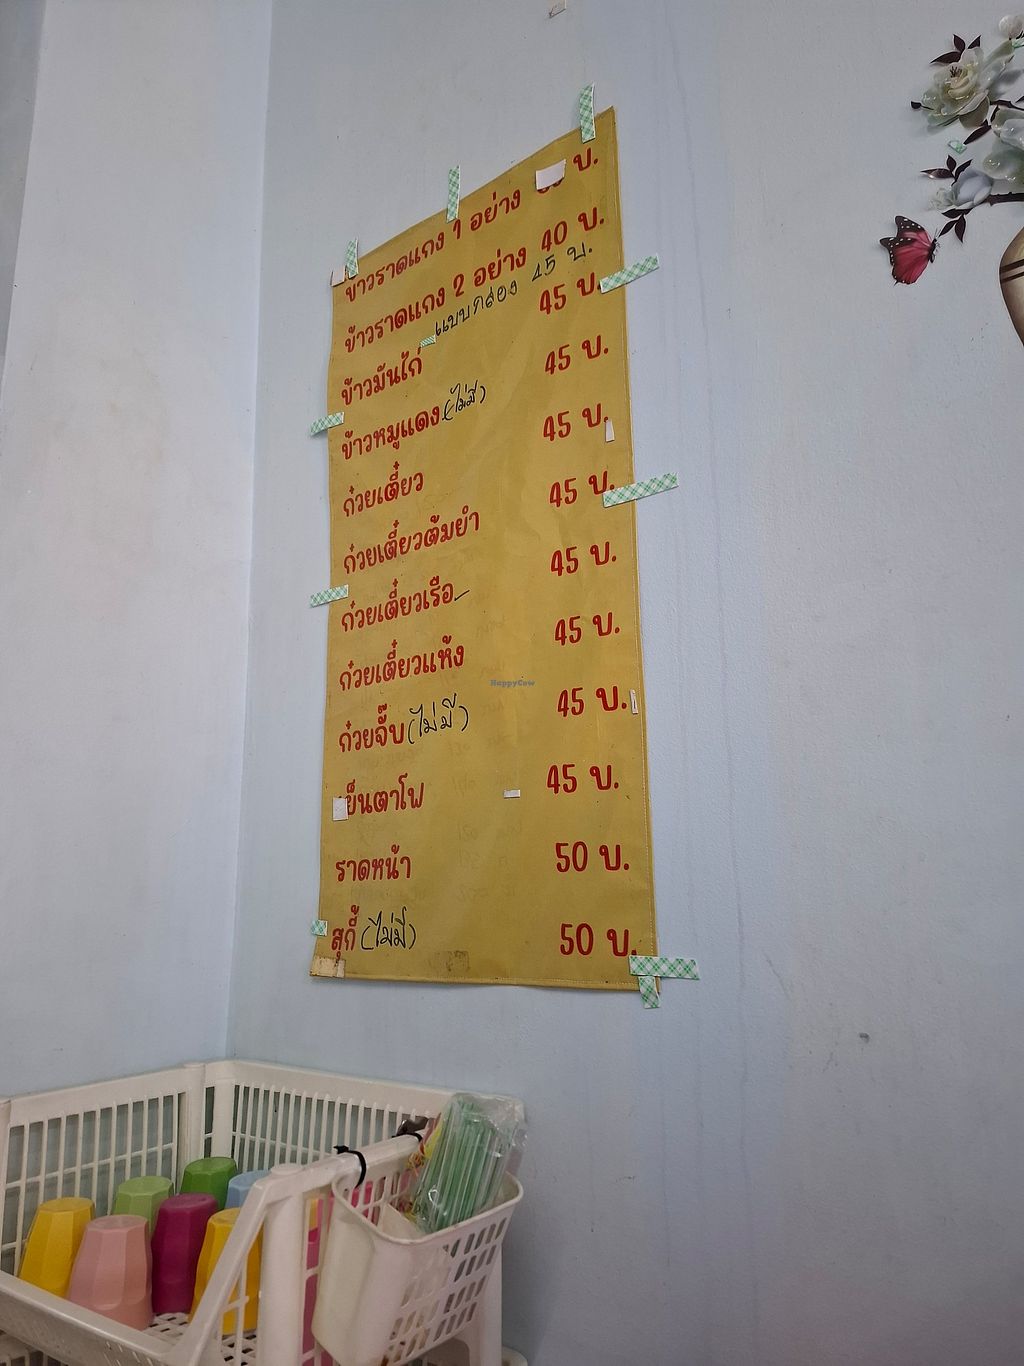 ข้าวราดแกง 1 อย่าง บ.
ข้าวราดแกง 2 อย่าง 40 บ.
แบบกล่อง 45 บ.
ข้าวมันไก่ 45 บ.
ข้าวหมูแดง (ไม่มี) 45 บ.
ก๋วยเตี๋ยว 45 บ.
ก๋วยเตี๋ยวต้มยำ 45 บ.
ก๋วยเตี๋ยวเรือ 45 บ.
ก๋วยเตี๋ยวแห้ง 45 บ.
ก๋วยจั๊บ (ไม่มี) 45 บ.
เย็นตาโฟ 45 บ.
ราดหน้า 50 บ.
สุกี้ (ไม่มี) 50 บ.
HappyCow